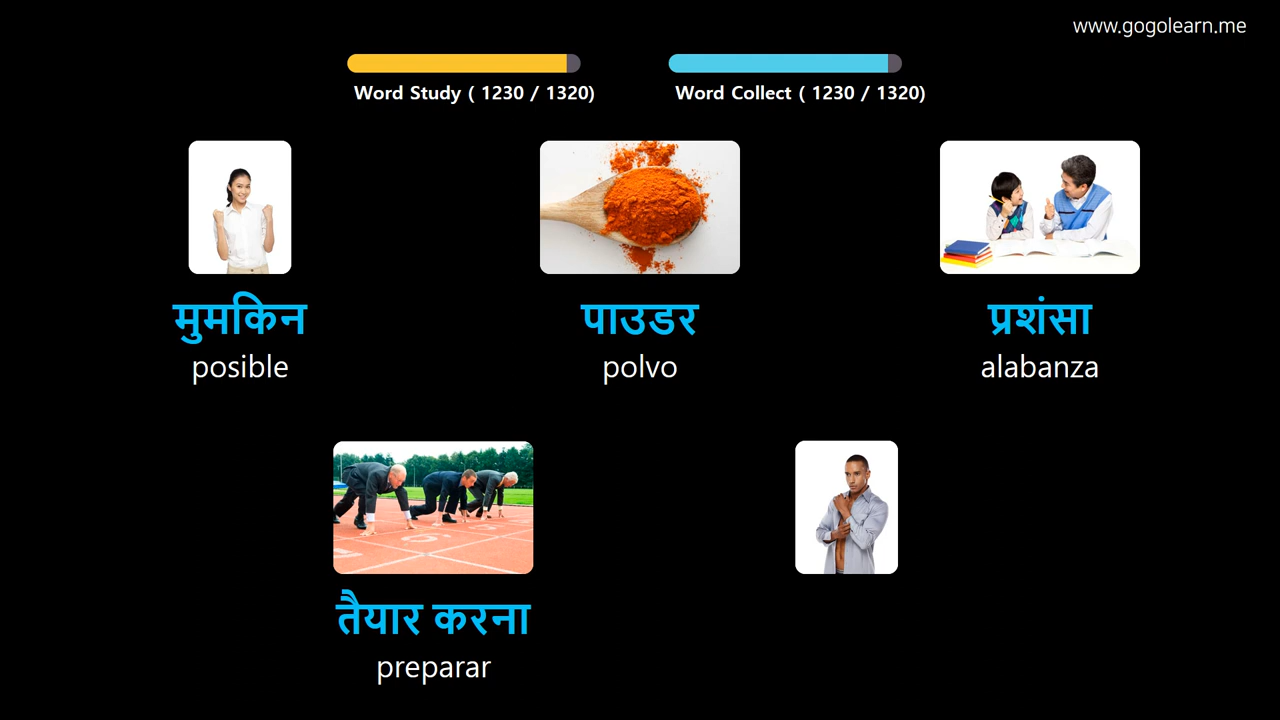 www.gogolearn.me
Word Study ( 1230 / 1320)
Word Collect ( 1230 / 1320)
मुमकिन
पाउडर
प्रशंसा
posible
polvo
alabanza
तैयार करना
preparar